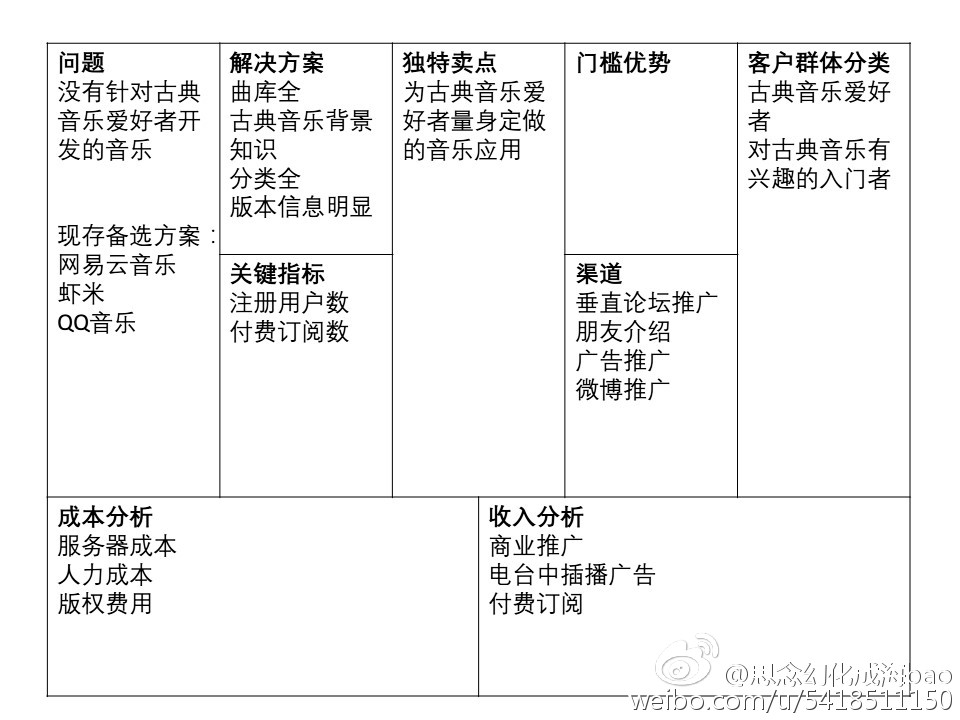 问题
没有针对古典
音乐爱好者开
发的音乐
现存备选方案：
网易云音乐
虾米
QQ音乐
解决方案
曲库全
古典音乐背景
知识
分类全
版本信息明显
关键指标
注册用户数
付费订阅数
独特卖点
为古典音乐爱
好者量身定做
的音乐应用
门槛优势
渠道
垂直论坛推广
朋友介绍
广告推广
微博推广
客户群体分类
古典音乐爱好
者
对古典音乐有
兴趣的入门者
成本分析
服务器成本
人力成本
版权费用
收入分析
商业推广
电台中插播广告
付费订阅
@思念幻化成海bao
weibo.com/u/5418511150